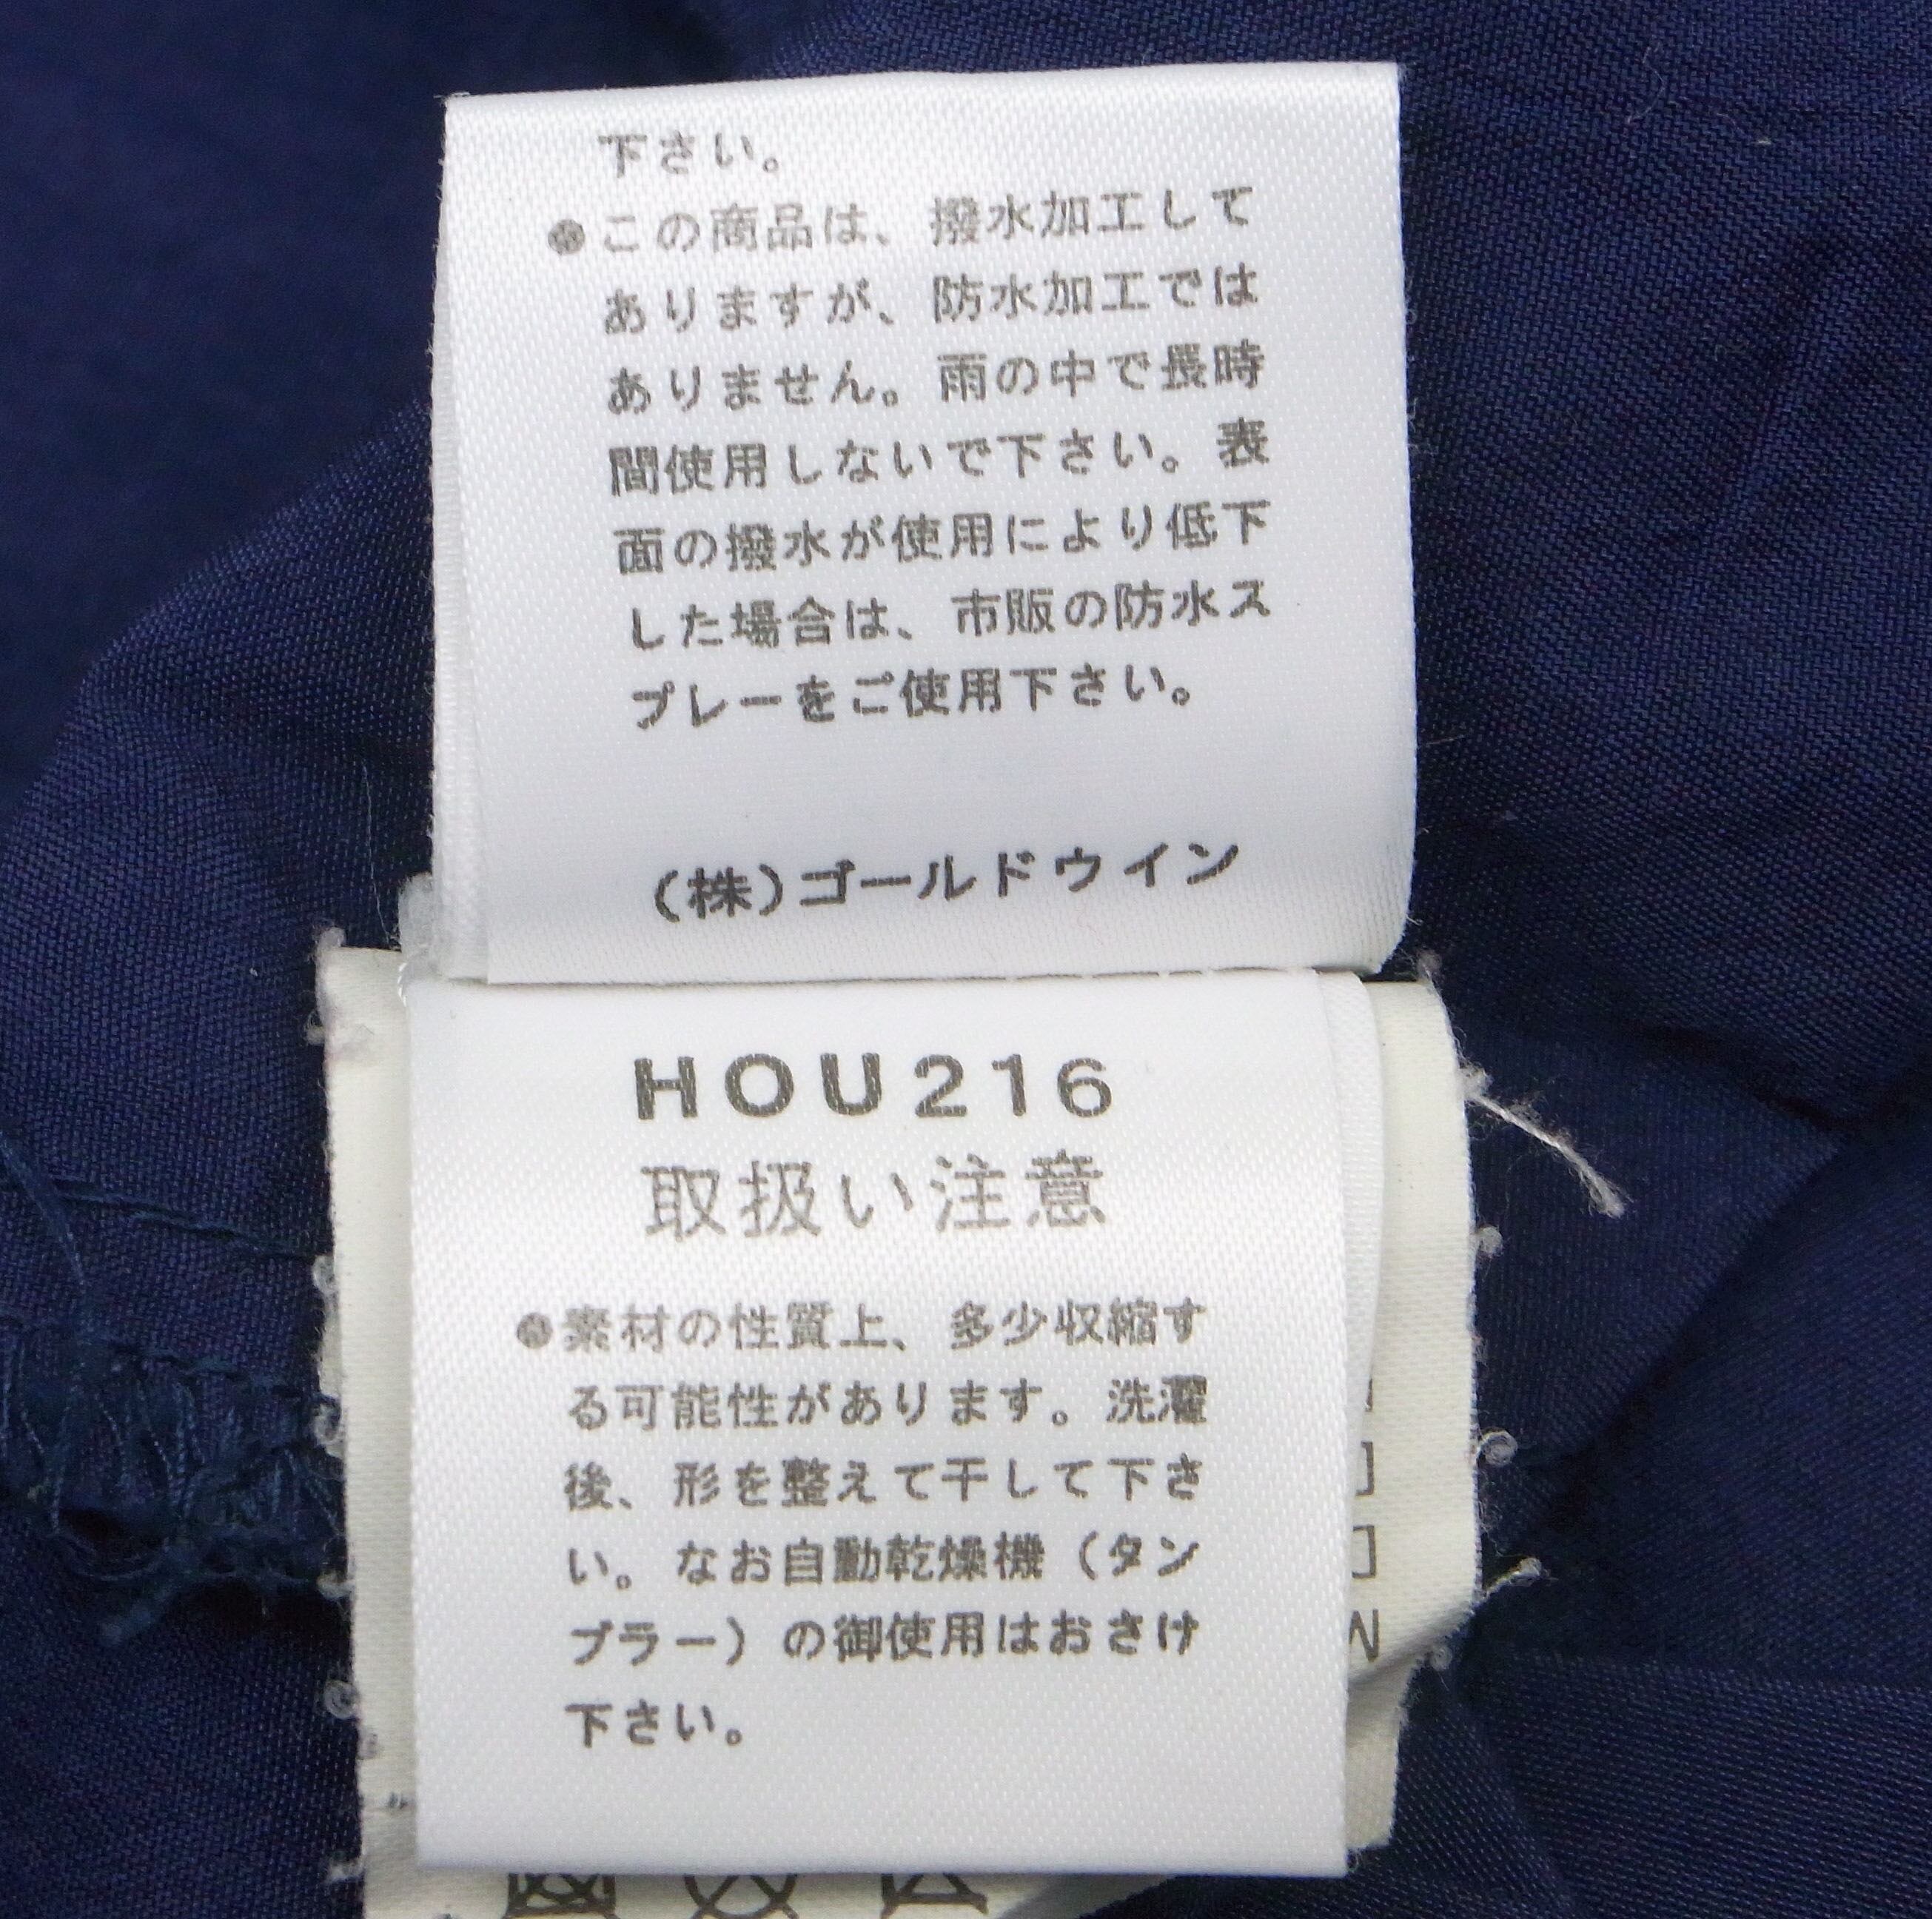 下さい。
●この商品は、撥水加工して
ありますが、防水加工では
ありません。雨の中で長時
間使用しないで下さい。表
面の撥水が使用により低下
した場合は、市販の防水ス
プレーをご使用下さい。
(株)ゴールドウイン
HOU216
取扱い注意
●素材の性質上、多少収縮す
る可能性があります。洗濯
後、形を整えて干して下さ
い。なお自動乾燥機（タン
ブラー）の御使用はおさけ
下さい。